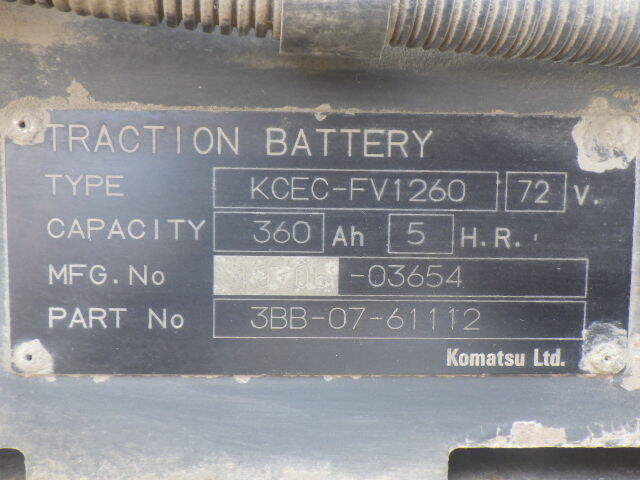 TRACTION BATTERY
TYPE KCEC-FV1260 72 V.
CAPACITY 360 Ah 5 H.R.
MFG.No -03654
PART No 3BB-07-61112
Komatsu Ltd.